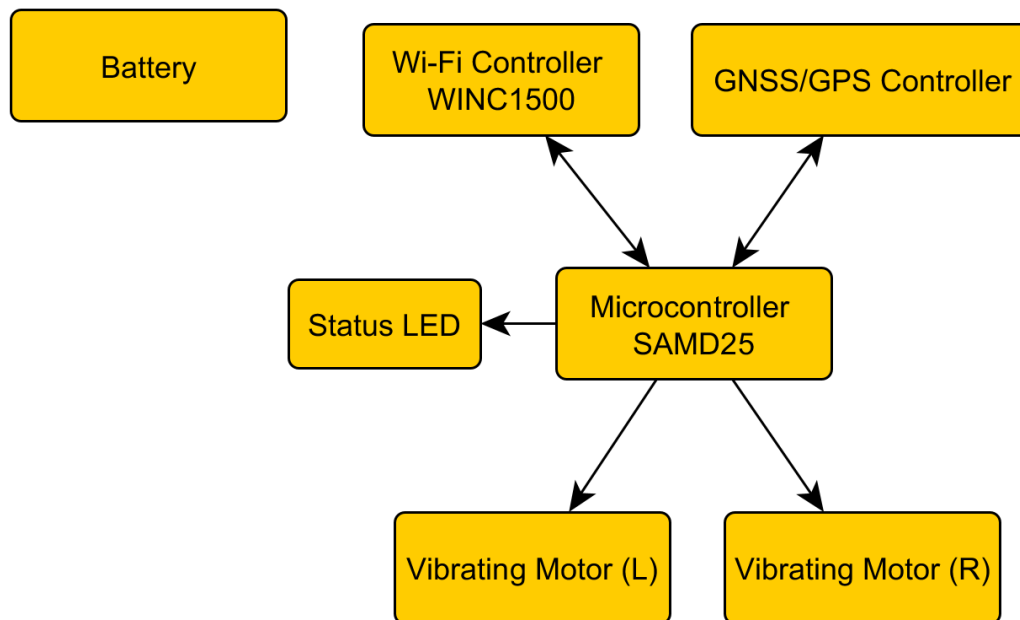 Battery
Wi-Fi Controller
WINC1500
GNSS/GPS Controller
Status LED
Microcontroller
SAMD25
Vibrating Motor (L)
Vibrating Motor (R)